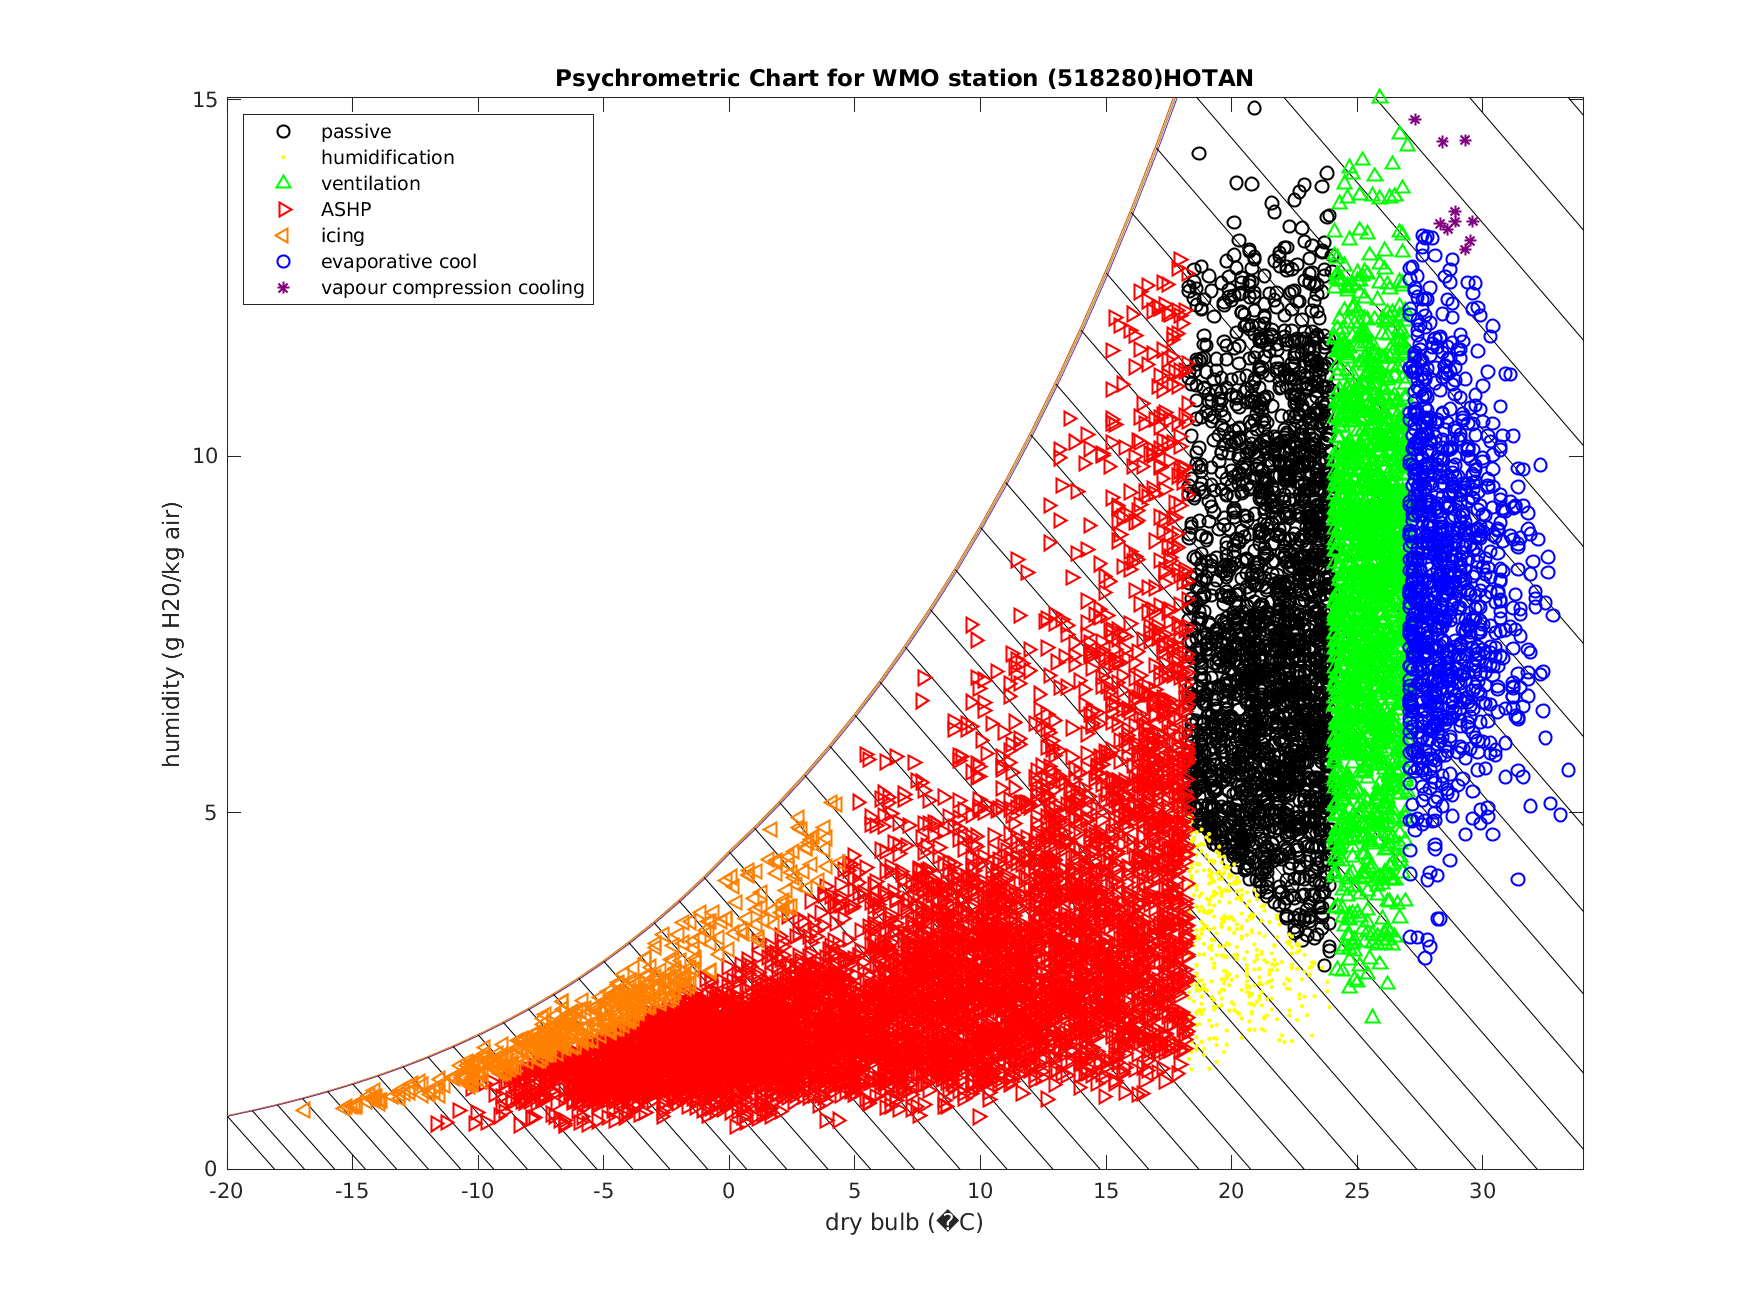 Psychrometric Chart for WMO station (518280)HOTAN
passive
humidification
ventilation
ASHP
icing
evaporative cool
vapour compression cooling
humidity (g H20/kg air)
15
10
5
0
-20 -15 -10 -5 0 5 10 15 20 25 30
dry bulb (�C)